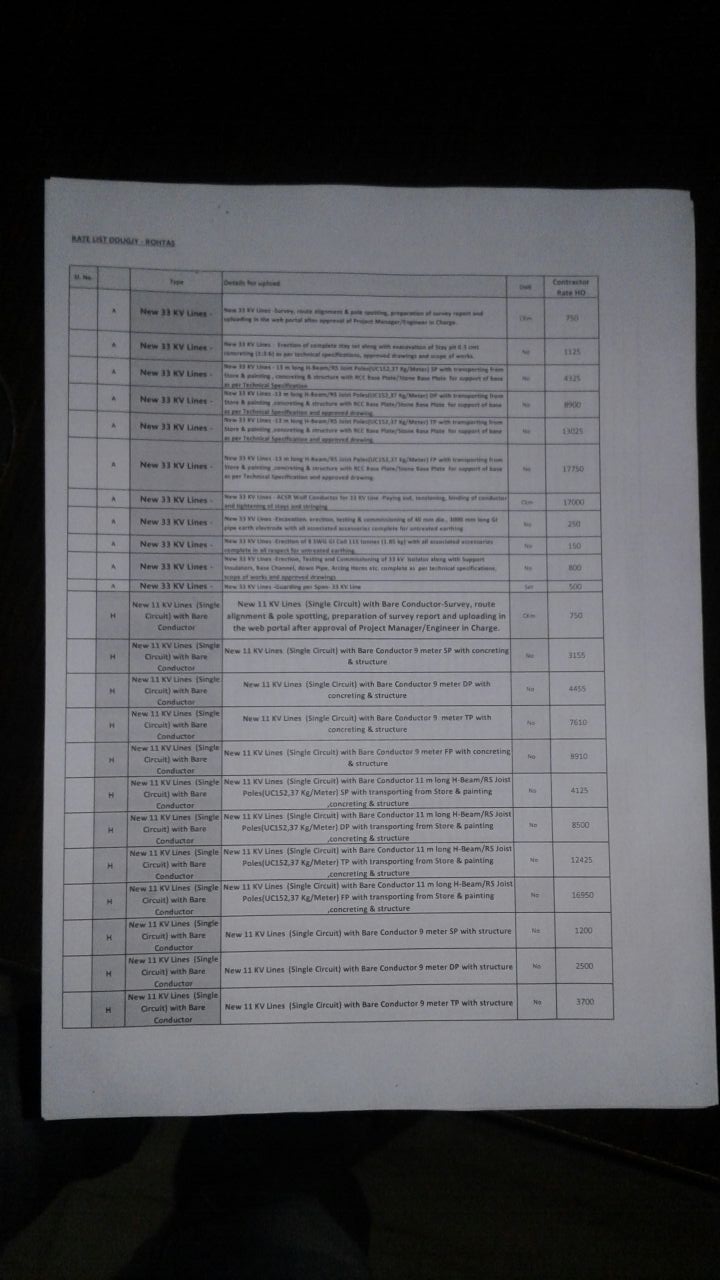 RATE LIST DDUGJY - ROHTAS
Sl. No.
Type
Details for upload
Unit
Contractor
Rate HO
A
New 33 KV Lines -
New 33 KV Lines -Survey, route alignment & pole spotting, preparation of survey report and
uploading in the web portal after approval of Project Manager/Engineer in Charge.
CKm
750
A
New 33 KV Lines -
New 33 KV Lines - Erection of complete stay set along with excavation of Stay pit 0.5 cmt
concreting (1:3:6) as per technical specifications, approved drawings and scope of works.
No
1125
A
New 33 KV Lines -
New 33 KV Lines - 13 m long H-Beam/RS Joist Poles(UC152,37 Kg/Meter) SP with transporting from
Store & painting , concreting & structure with RCC Base Plate/Stone Base Plate for support of base
as per Technical Specification
No
4325
A
New 33 KV Lines -
New 33 KV Lines -13 m long H-Beam/RS Joist Poles(UC152,37 Kg/Meter) DP with transporting from
Store & painting ,concreting & structure with RCC Base Plate/Stone Base Plate for support of base
as per Technical Specification and approved drawing
No
8900
A
New 33 KV Lines -
New 33 KV Lines -13 m long H-Beam/RS Joist Poles(UC152,37 Kg/Meter) TP with transporting from
Store & painting ,concreting & structure with RCC Base Plate/Stone Base Plate for support of base
as per Technical Specification and approved drawing
No
13025
A
New 33 KV Lines -
New 33 KV Lines -13 m long H-Beam/RS Joist Poles(UC152,37 Kg/Meter) FP with transporting from
Store & painting ,concreting & structure with RCC Base Plate/Stone Base Plate for support of base
as per Technical Specification and approved drawing
No
17750
A
New 33 KV Lines -
New 33 KV Lines - ACSR Wolf Conductor for 33 KV Line -Paying out, tensioning, binding of conductor
and tightening of stays and stringing
Ckm
17000
A
New 33 KV Lines -
New 33 KV Lines -Excavation, erection, testing & commissioning of 40 mm dia., 3000 mm long GI
pipe earth electrode with all associated accessories complete for untreated earthing
No
250
A
New 33 KV Lines -
New 33 KV Lines -Erection of 8 SWG GI Coil 115 tonnes (1.85 kg) with all associated accessories
complete in all respect for untreated earthing.
No
150
A
New 33 KV Lines -
New 33 KV Lines -Erection, Testing and Commissioning of 33 kV Isolator along with Support
Insulators, Base Channel, down Pipe, Arcing Horns etc. complete as per technical specifications,
scope of works and approved drawings
No
800
A
New 33 KV Lines -
New 33 KV Lines -Guarding per Span- 33 KV Line
Set
500
H
New 11 KV Lines (Single
Circuit) with Bare
Conductor
New 11 KV Lines (Single Circuit) with Bare Conductor-Survey, route
alignment & pole spotting, preparation of survey report and uploading in
the web portal after approval of Project Manager/Engineer in Charge.
CKm
750
H
New 11 KV Lines (Single
Circuit) with Bare
Conductor
New 11 KV Lines (Single Circuit) with Bare Conductor 9 meter SP with concreting
& structure
No
3155
H
New 11 KV Lines (Single
Circuit) with Bare
Conductor
New 11 KV Lines (Single Circuit) with Bare Conductor 9 meter DP with
concreting & structure
No
4455
H
New 11 KV Lines (Single
Circuit) with Bare
Conductor
New 11 KV Lines (Single Circuit) with Bare Conductor 9 meter TP with
concreting & structure
No
7610
H
New 11 KV Lines (Single
Circuit) with Bare
Conductor
New 11 KV Lines (Single Circuit) with Bare Conductor 9 meter FP with concreting
& structure
No
8910
H
New 11 KV Lines (Single
Circuit) with Bare
Conductor
New 11 KV Lines (Single Circuit) with Bare Conductor 11 m long H-Beam/RS Joist
Poles(UC152,37 Kg/Meter) SP with transporting from Store & painting
,concreting & structure
No
4125
H
New 11 KV Lines (Single
Circuit) with Bare
Conductor
New 11 KV Lines (Single Circuit) with Bare Conductor 11 m long H-Beam/RS Joist
Poles(UC152,37 Kg/Meter) DP with transporting from Store & painting
,concreting & structure
No
8500
H
New 11 KV Lines (Single
Circuit) with Bare
Conductor
New 11 KV Lines (Single Circuit) with Bare Conductor 11 m long H-Beam/RS Joist
Poles(UC152,37 Kg/Meter) TP with transporting from Store & painting
,concreting & structure
No
12425
H
New 11 KV Lines (Single
Circuit) with Bare
Conductor
New 11 KV Lines (Single Circuit) with Bare Conductor 11 m long H-Beam/RS Joist
Poles(UC152,37 Kg/Meter) FP with transporting from Store & painting
,concreting & structure
No
16950
H
New 11 KV Lines (Single
Circuit) with Bare
Conductor
New 11 KV Lines (Single Circuit) with Bare Conductor 9 meter SP with structure
No
1200
H
New 11 KV Lines (Single
Circuit) with Bare
Conductor
New 11 KV Lines (Single Circuit) with Bare Conductor 9 meter DP with structure
No
2500
H
New 11 KV Lines (Single
Circuit) with Bare
Conductor
New 11 KV Lines (Single Circuit) with Bare Conductor 9 meter TP with structure
No
3700